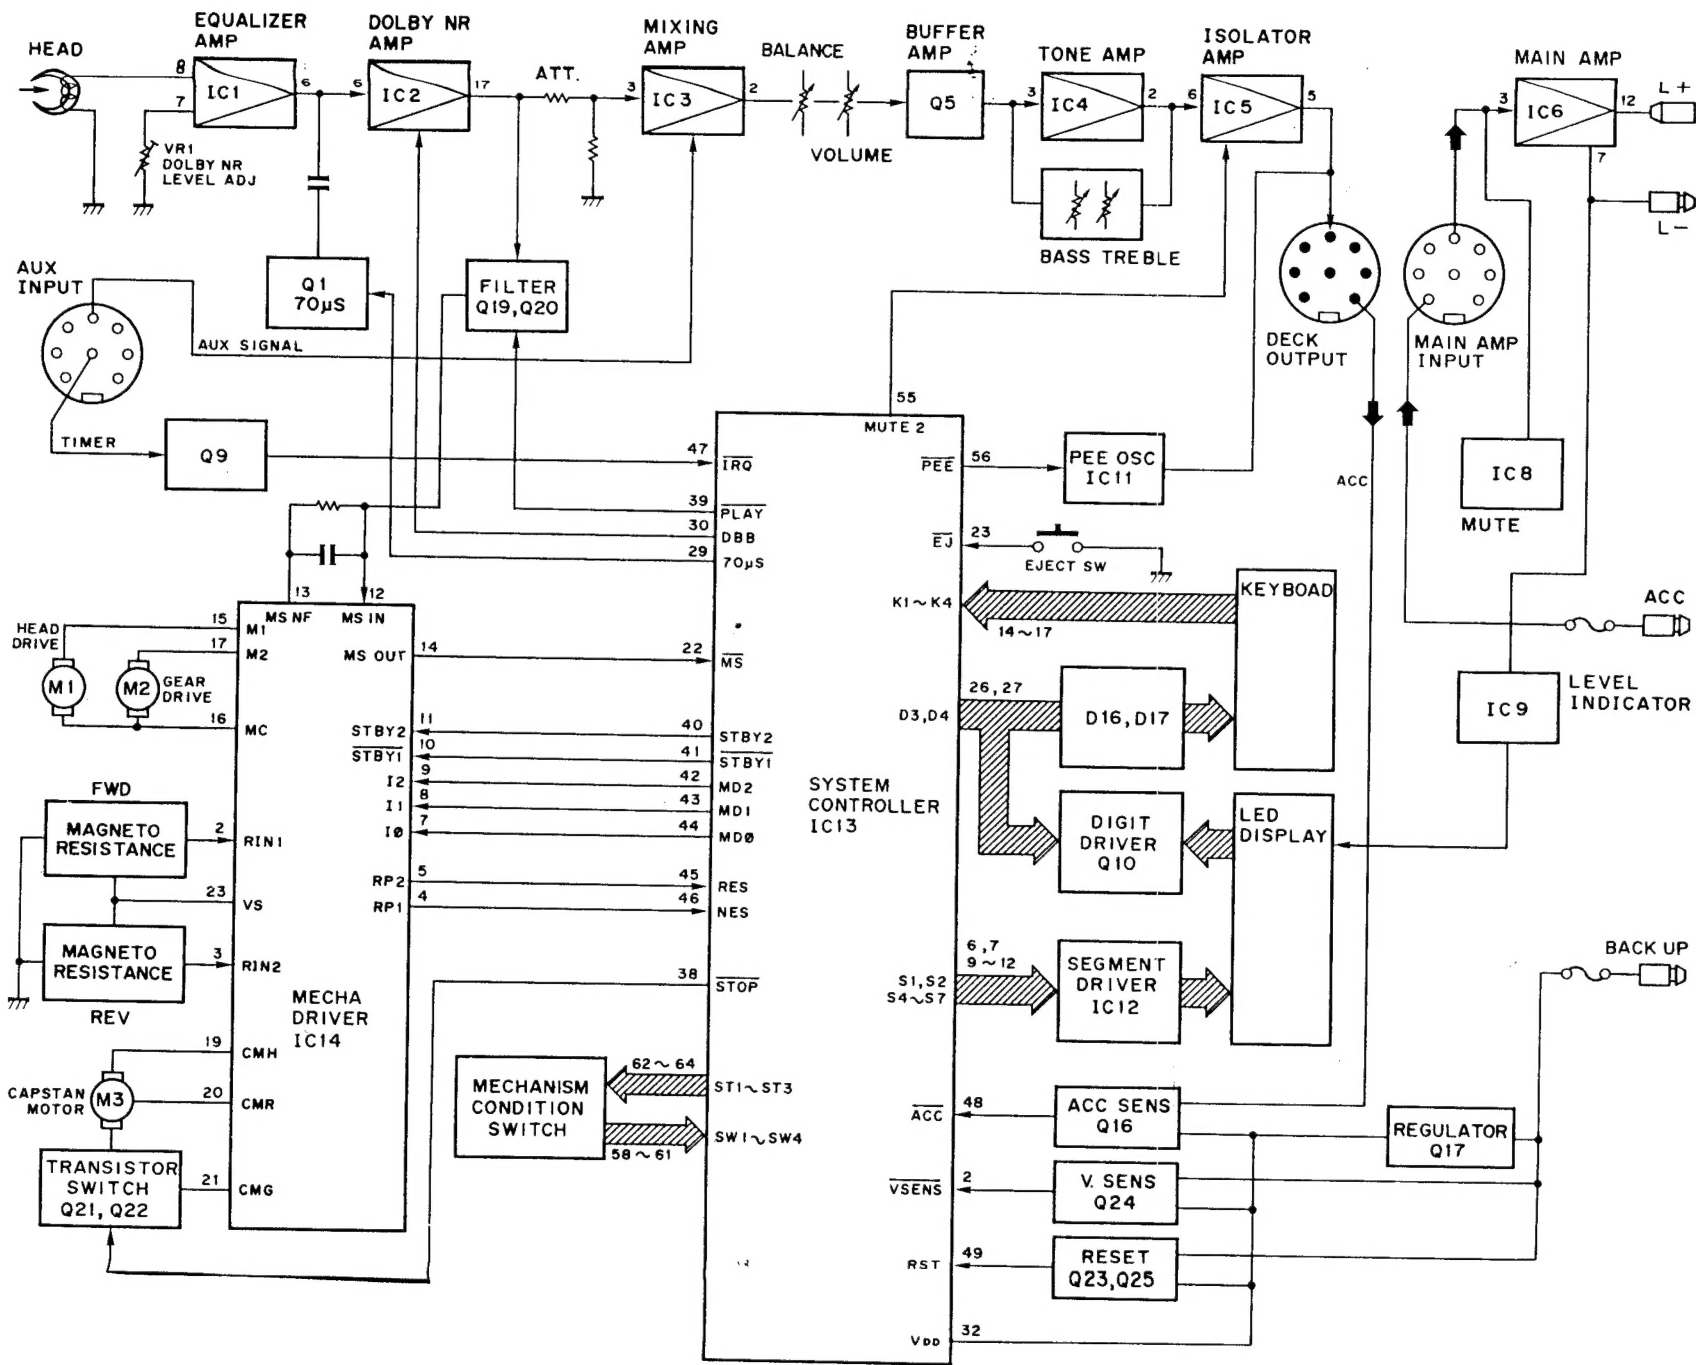 EQUALIZER
AMP
DOLBY NR
AMP
MIXING
AMP
BUFFER
AMP
TONE AMP
ISOLATOR
AMP
MAIN AMP
HEAD
BALANCE
ATT.
VOLUME
8
7
IC1
6
6
IC2
17
3
IC3
2
Q5
3
IC4
2
6
IC5
5
3
IC6
12
7
L+
L-
VR1
DOLBY NR
LEVEL ADJ
BASS TREBLE
AUX
INPUT
Q1
70μS
FILTER
Q19,Q20
AUX SIGNAL
DECK
OUTPUT
MAIN AMP
INPUT
TIMER
Q9
55
MUTE 2
47
IRQ
39
PLAY
30
DBB
29
70μS
PEE
56
PEE OSC
IC11
ACC
IC8
MUTE
EJ
23
EJECT SW
KEYBOAD
K1~K4
14~17
ACC
13
12
MS NF
MS IN
15
M1
HEAD
DRIVE
17
M2
M1
M2
GEAR
DRIVE
16
MC
MS OUT
14
22
MS
26,27
D3,D4
D16,D17
IC9
LEVEL
INDICATOR
STBY2
11
40
STBY2
STBY1
10
41
STBY1
I2
9
42
MD2
I1
8
43
MD1
IØ
7
44
MDØ
SYSTEM
CONTROLLER
IC13
DIGIT
DRIVER
Q10
LED
DISPLAY
FWD
MAGNETO
RESISTANCE
2
RIN1
RP2
5
45
RES
RP1
4
46
NES
23
VS
MAGNETO
RESISTANCE
3
RIN2
REV
MECHA
DRIVER
IC14
38
STOP
6,7
9~12
S1,S2
S4~S7
SEGMENT
DRIVER
IC12
BACK UP
19
CMH
CAPSTAN
MOTOR
M3
20
CMR
TRANSISTOR
SWITCH
Q21,Q22
21
CMG
MECHANISM
CONDITION
SWITCH
62~64
ST1~ST3
SW1~SW4
58~61
ACC
48
ACC SENS
Q16
REGULATOR
Q17
VSENS
2
V. SENS
Q24
RST
49
RESET
Q23,Q25
VDD
32